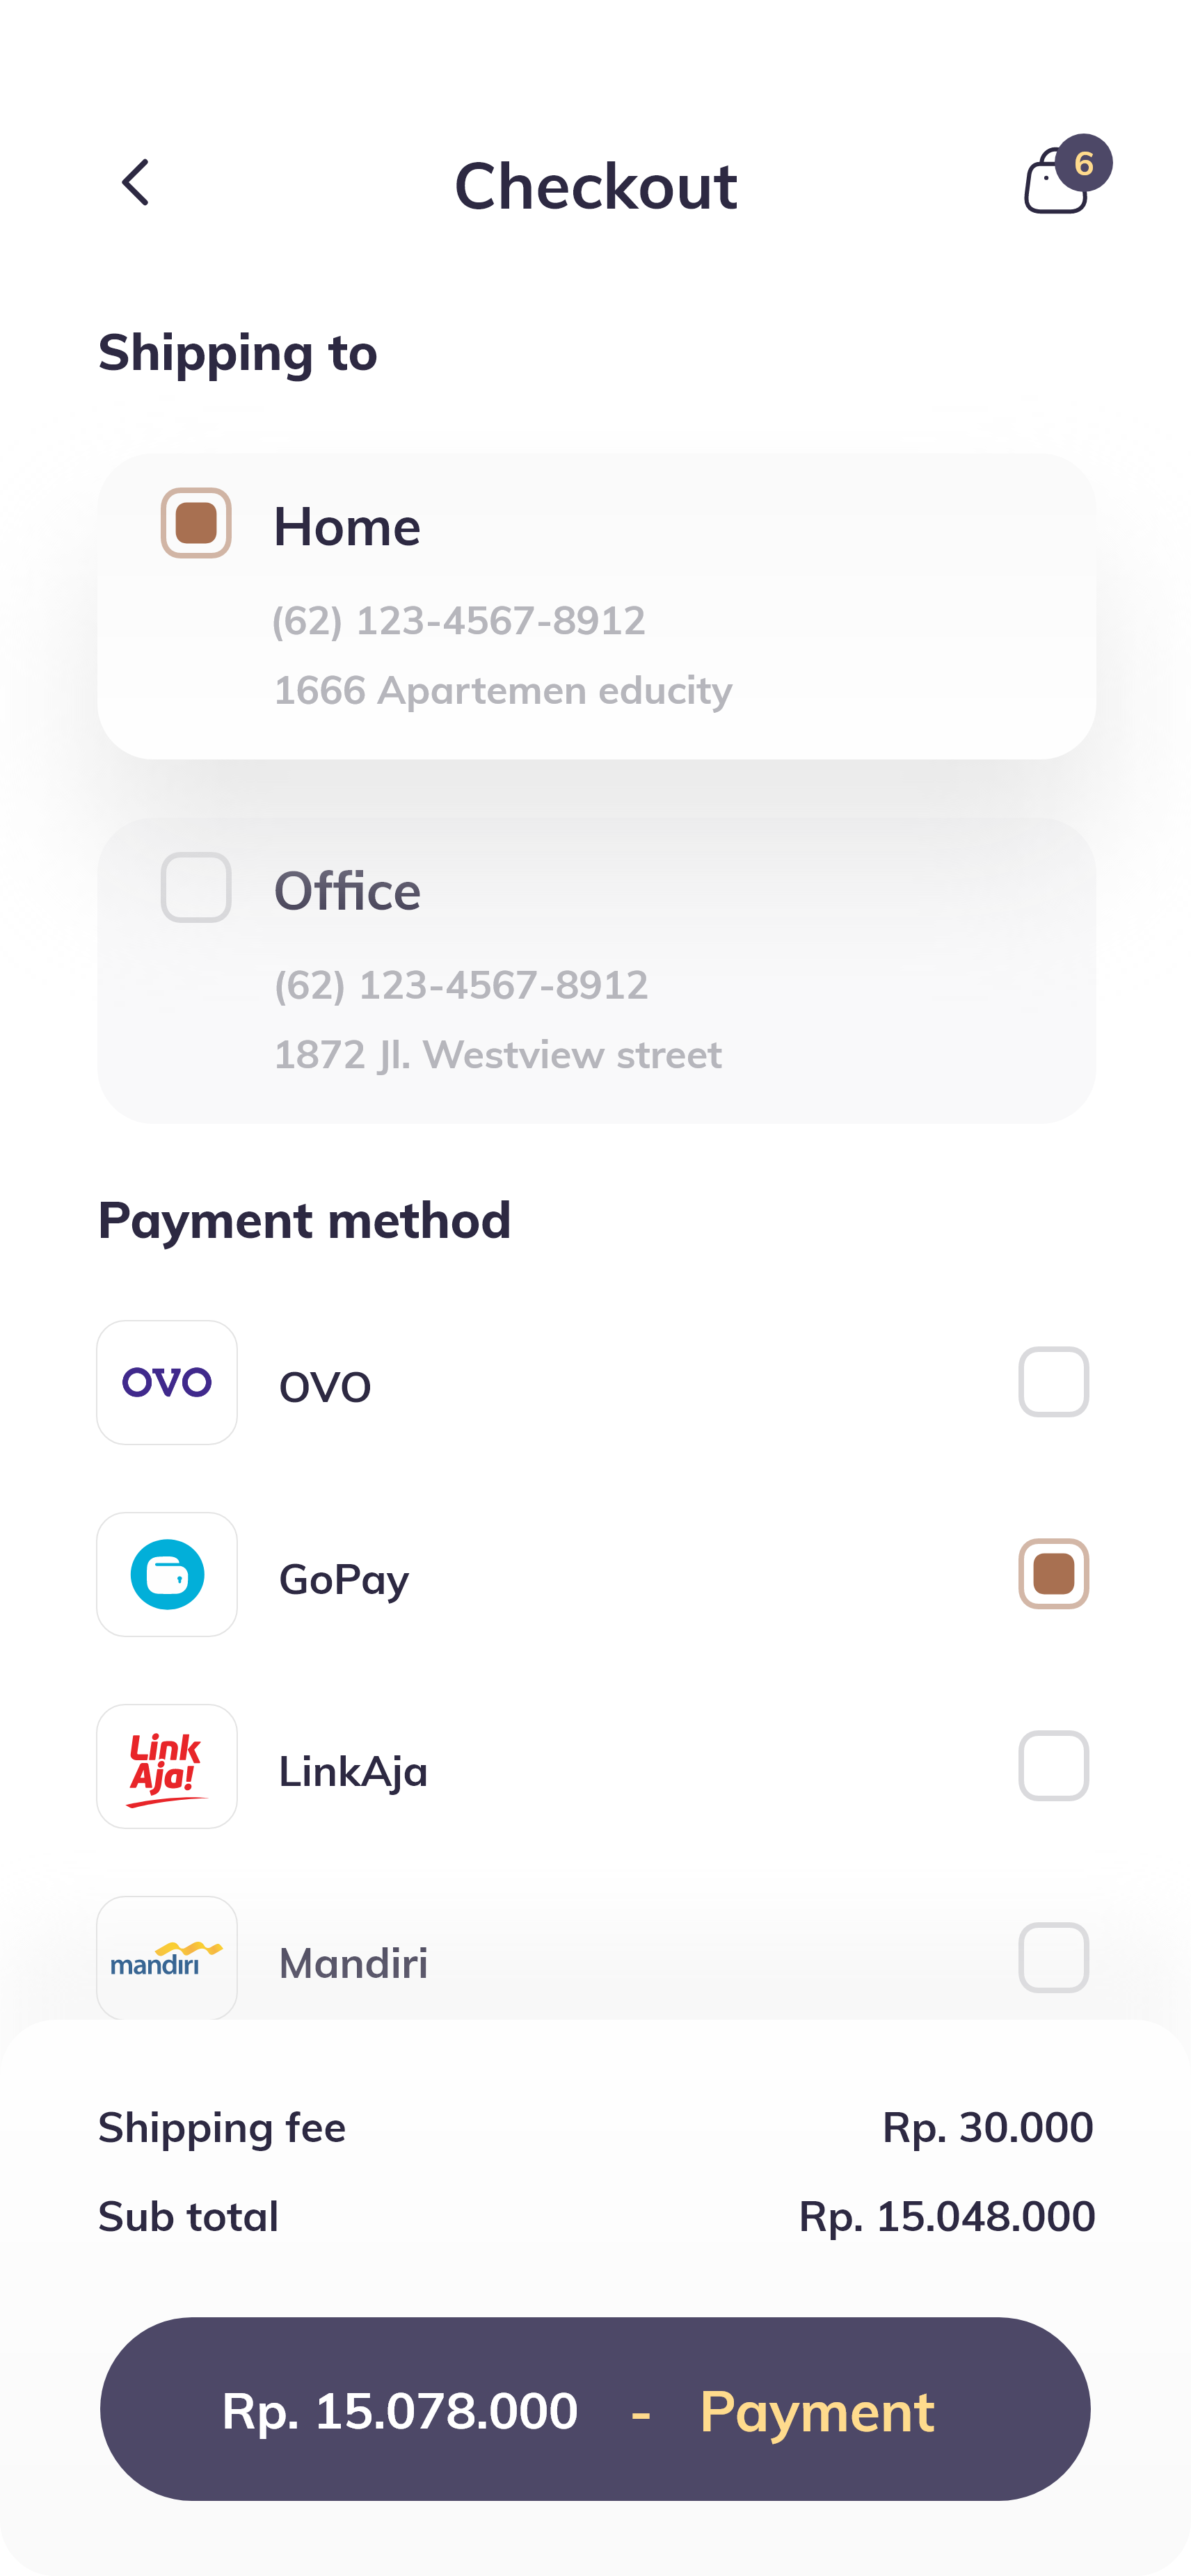 Checkout
6
Shipping to
Home
(62) 123-4567-8912
1666 Apartemen educity
Office
(62) 123-4567-8912
1872 Jl. Westview street
Payment method
OVO
OVO
GoPay
Link
Aja!
LinkAja
mandırı
Mandiri
Shipping fee Rp. 30.000
Sub total Rp. 15.048.000
Rp. 15.078.000 - Payment